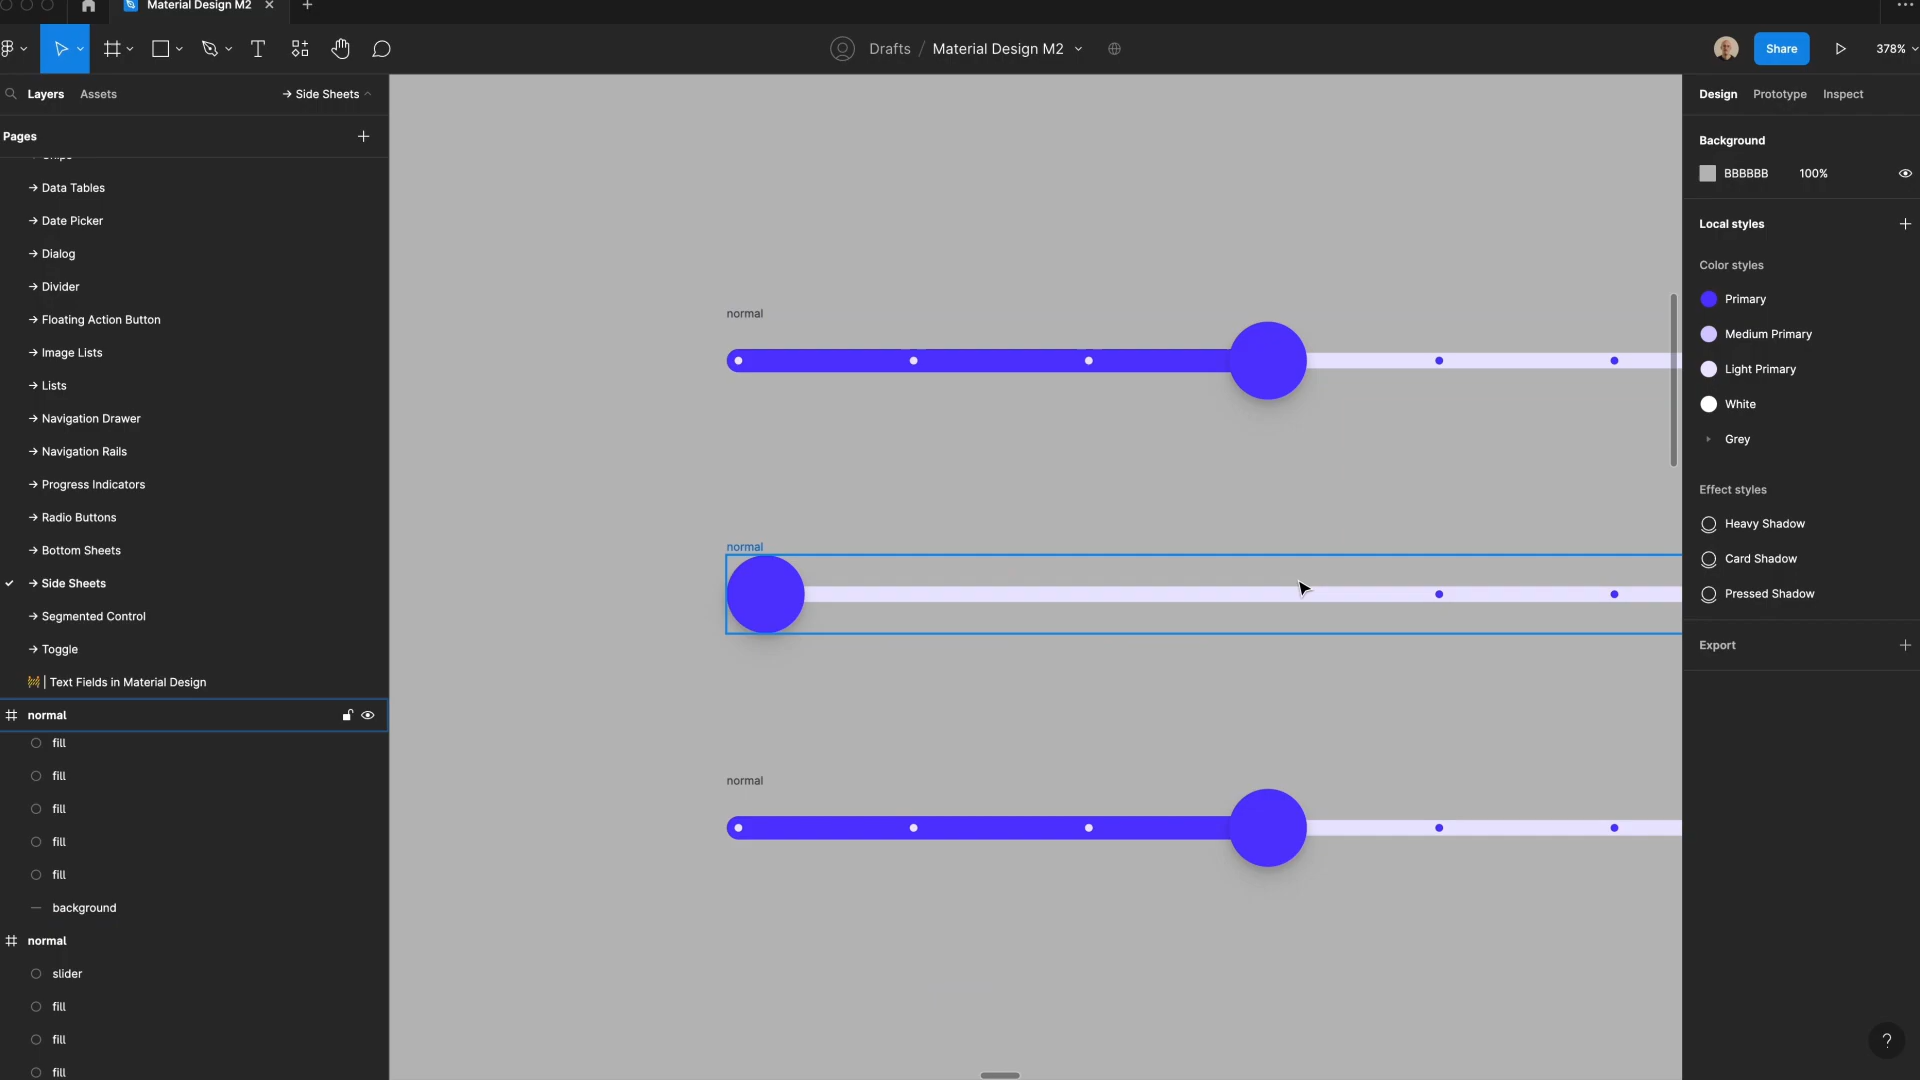 Material Design M2
Drafts / Material Design M2
Share
378%
Layers
Assets
→ Side Sheets
Pages
→ Data Tables
→ Date Picker
→ Dialog
→ Divider
→ Floating Action Button
→ Image Lists
→ Lists
→ Navigation Drawer
→ Navigation Rails
→ Progress Indicators
→ Radio Buttons
→ Bottom Sheets
→ Side Sheets
→ Segmented Control
→ Toggle
🚧 | Text Fields in Material Design
normal
fill
fill
fill
fill
fill
background
normal
slider
fill
fill
fill
normal
normal
normal
Design
Prototype
Inspect
Background
BBBBBB
100%
Local styles
Color styles
Primary
Medium Primary
Light Primary
White
Grey
Effect styles
Heavy Shadow
Card Shadow
Pressed Shadow
Export
?